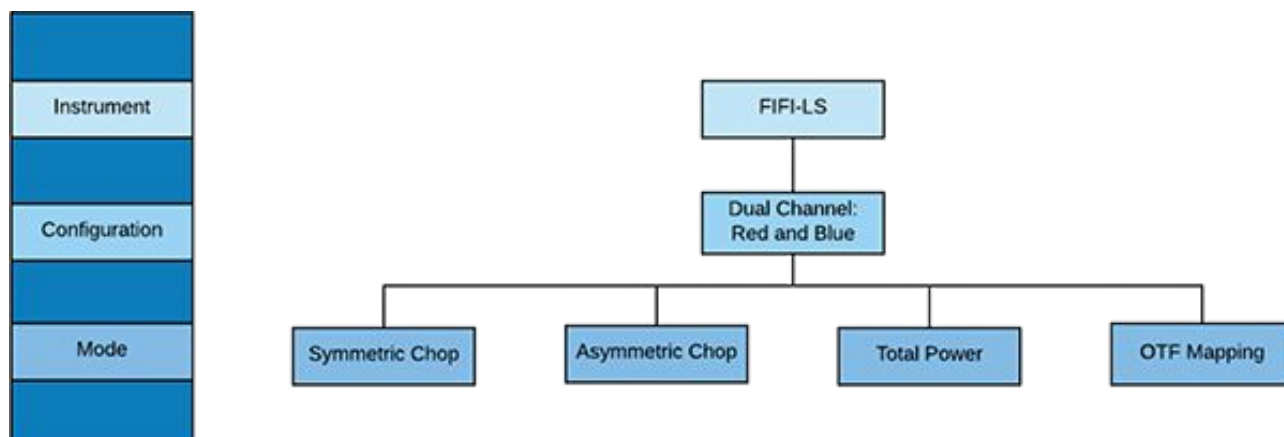 Instrument
FIFI-LS
Configuration
Dual Channel:
Red and Blue
Mode
Symmetric Chop
Asymmetric Chop
Total Power
OTF Mapping